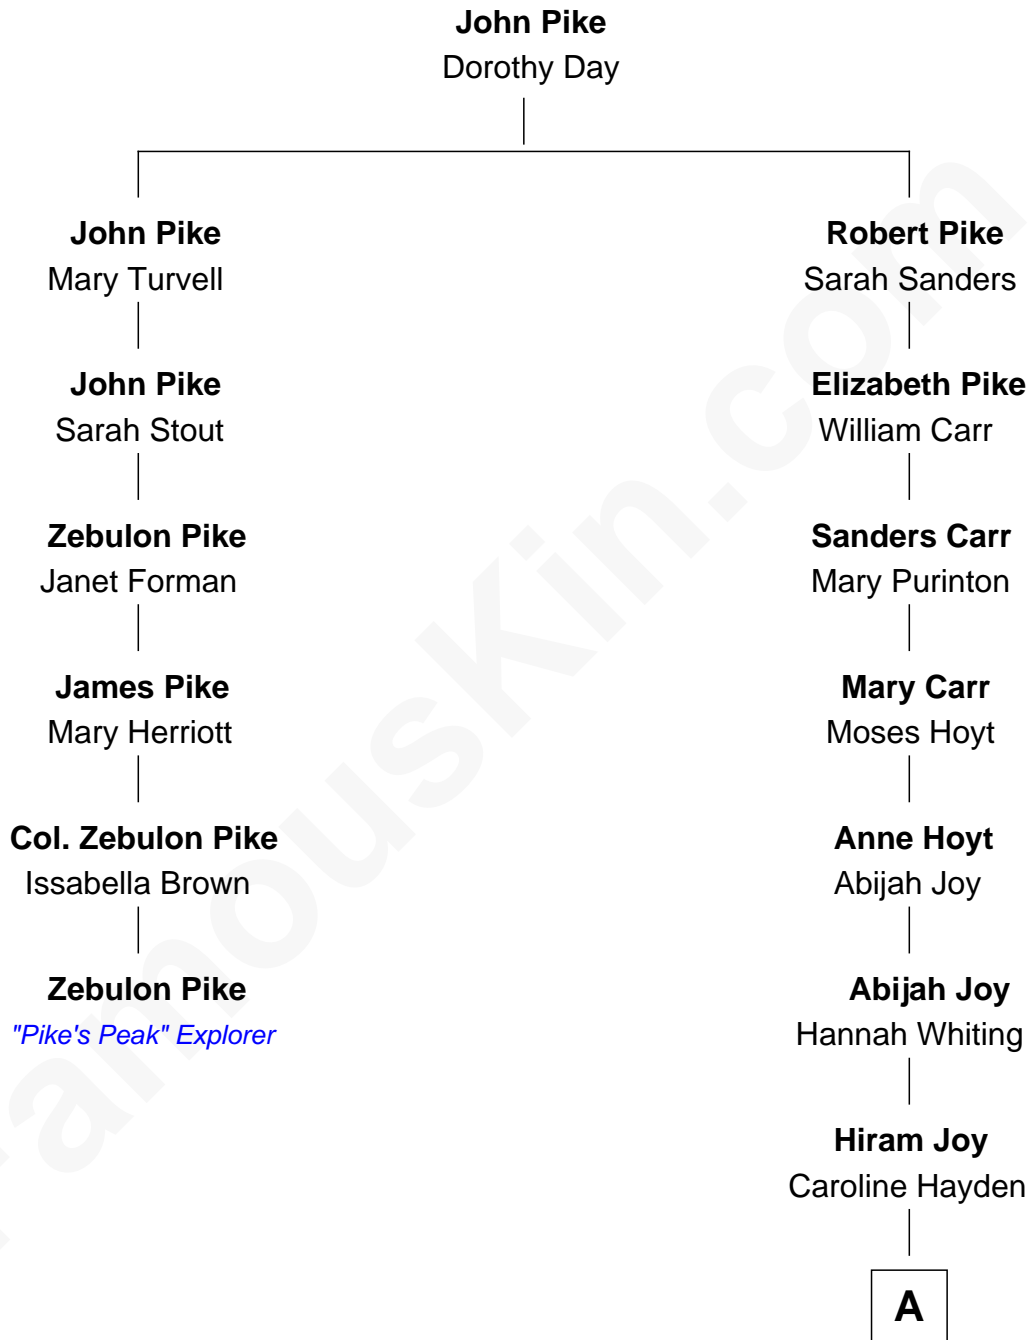 John Pike
Dorothy Day
John Pike
Mary Turvell
John Pike
Sarah Stout
Zebulon Pike
Janet Forman
James Pike
Mary Herriott
Col. Zebulon Pike
Issabella Brown
Zebulon Pike
"Pike's Peak" Explorer
Robert Pike
Sarah Sanders
Elizabeth Pike
William Carr
Sanders Carr
Mary Purinton
Mary Carr
Moses Hoyt
Anne Hoyt
Abijah Joy
Abijah Joy
Hannah Whiting
Hiram Joy
Caroline Hayden
A
FamousKin.com